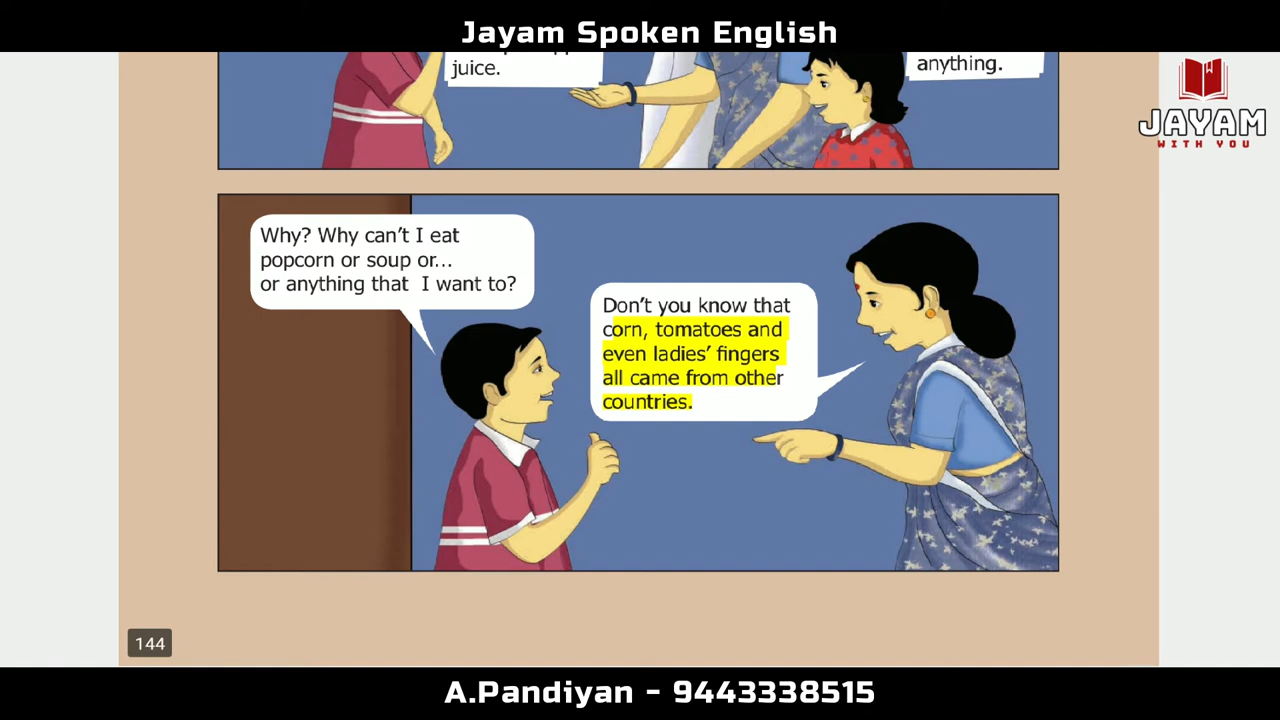 Jayam Spoken English
juice.
anything.
JAYAM
WITH YOU
Why? Why can't I eat
popcorn or soup or...
or anything that I want to?
Don't you know that
corn, tomatoes and
even ladies' fingers
all came from other
countries.
144
A.Pandiyan - 9443338515